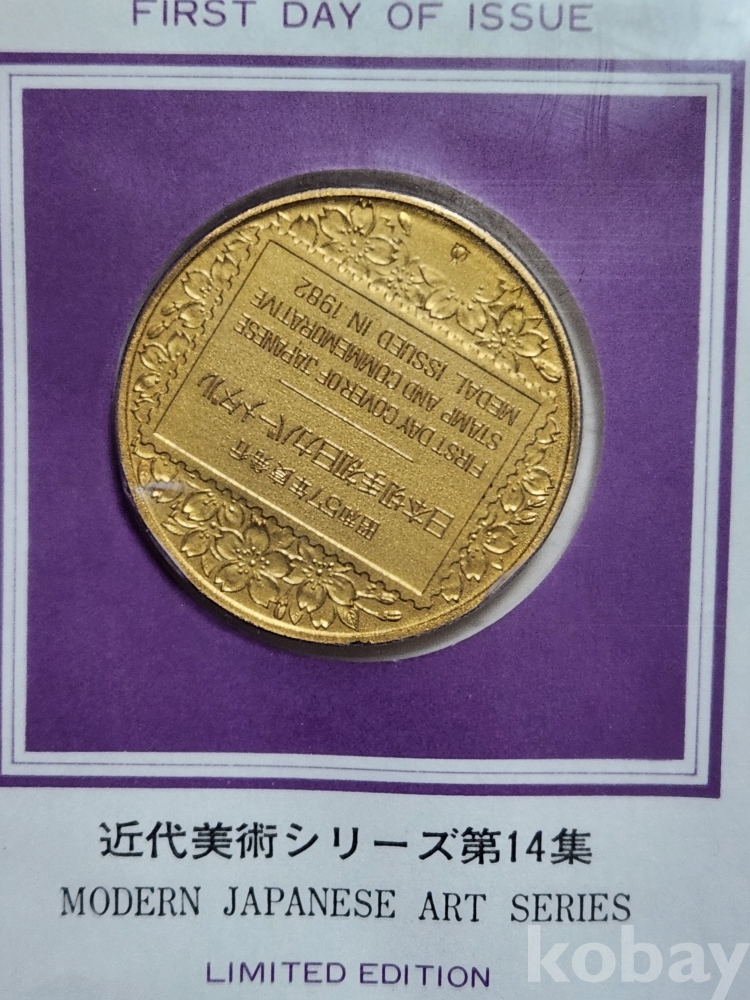 FIRST DAY OF ISSUE
昭和57年度発行
日本切手初日カバーメダル
FIRST DAY COVER OF JAPANESE
STAMP AND COMMEMORATIVE
MEDAL ISSUED IN 1982
近代美術シリーズ第14集
MODERN JAPANESE ART SERIES
LIMITED EDITION
kobay